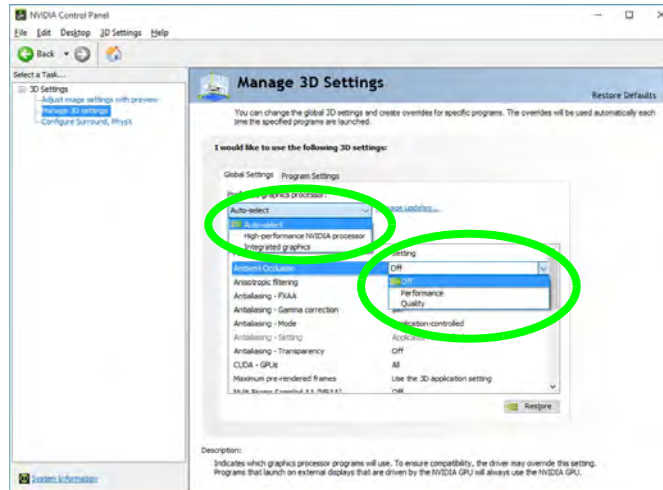 NVIDIA Control Panel
File Edit Desktop 3D Settings Help
Back
Select a Task...
3D Settings
Adjust image settings with preview
Manage 3D settings
Configure Surround, PhysX
Manage 3D Settings
Restore Defaults
You can change the global 3D settings and create overrides for specific programs. The overrides will be used automatically each
time the specified programs are launched.
I would like to use the following 3D settings:
Global Settings Program Settings
graphics processor:
Auto-select
Auto-select
High-performance NVIDIA processor
Integrated graphics
Setting
Ambient Occlusion Off
Off
Performance
Quality
Anisotropic filtering
Antialiasing - FXAA
Antialiasing - Gamma correction
Antialiasing - Mode Application-controlled
Antialiasing - Setting
Antialiasing - Transparency Off
CUDA - GPUs All
Maximum pre-rendered frames Use the 3D application setting
Restore
Description:
Indicates which graphics processor programs will use. To ensure compatibility, the driver may override this setting.
Programs that launch on external displays that are driven by the NVIDIA GPU will always use the NVIDIA GPU.
System Information